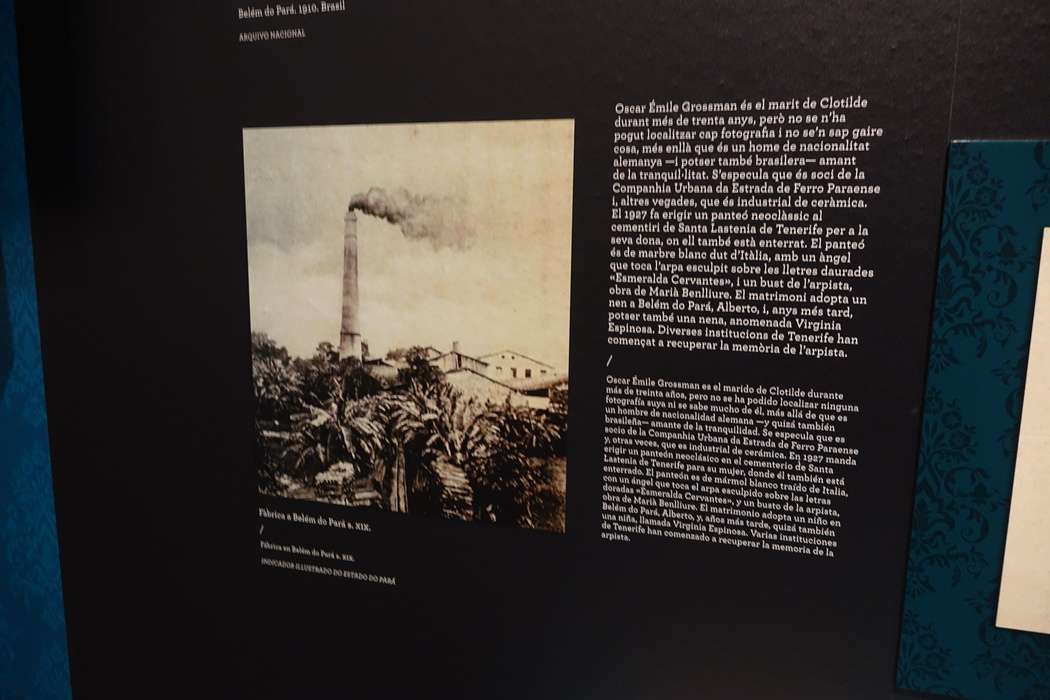 Belém do Pará. 1910. Brasil
ARQUIVO NACIONAL
Oscar Émile Grossman és el marit de Clotilde
durant més de trenta anys, però no se n'ha
pogut localitzar cap fotografia i no se'n sap gaire
cosa, més enllà que és un home de nacionalitat
alemanya —i potser també brasilera— amant
de la tranquil·litat. S'especula que és soci de la
Companhia Urbana da Estrada de Ferro Paraense
i, altres vegades, que és industrial de ceràmica.
El 1927 fa erigir un panteó neoclàssic al
cementiri de Santa Lastenia de Tenerife per a la
seva dona, on ell també està enterrat. El panteó
és de marbre blanc dut d'Itàlia, amb un àngel
que toca l'arpa esculpit sobre les lletres daurades
«Esmeralda Cervantes», i un bust de l'arpista,
obra de Marià Benlliure. El matrimoni adopta un
nen a Belém do Pará, Alberto, i, anys més tard,
potser també una nena, anomenada Virginia
Espinosa. Diverses institucions de Tenerife han
començat a recuperar la memòria de l'arpista.
/
Oscar Émile Grossman es el marido de Clotilde durante
más de treinta años, pero no se ha podido localizar ninguna
fotografía suya ni se sabe mucho de él, más allá de que es
un hombre de nacionalidad alemana —y quizá también
brasileña— amante de la tranquilidad. Se especula que es
socio de la Companhia Urbana da Estrada de Ferro Paraense
y, otras veces, que es industrial de cerámica. En 1927 manda
erigir un panteón neoclásico en el cementerio de Santa
Lastenia de Tenerife para su mujer, donde él también está
enterrado. El panteón es de mármol blanco traído de Italia,
con un ángel que toca el arpa esculpido sobre las letras
doradas «Esmeralda Cervantes», y un busto de la arpista,
obra de Marià Benlliure. El matrimonio adopta un niño en
Belém do Pará, Alberto, y, años más tarde, quizá también
una niña, llamada Virginia Espinosa. Varias instituciones
de Tenerife han comenzado a recuperar la memoria de la
arpista.
Fàbrica a Belém do Pará s. XIX.
/
Fábrica en Belém do Pará s. XIX.
INDICADOR ILLUSTRADO DO ESTADO DO PARÁ